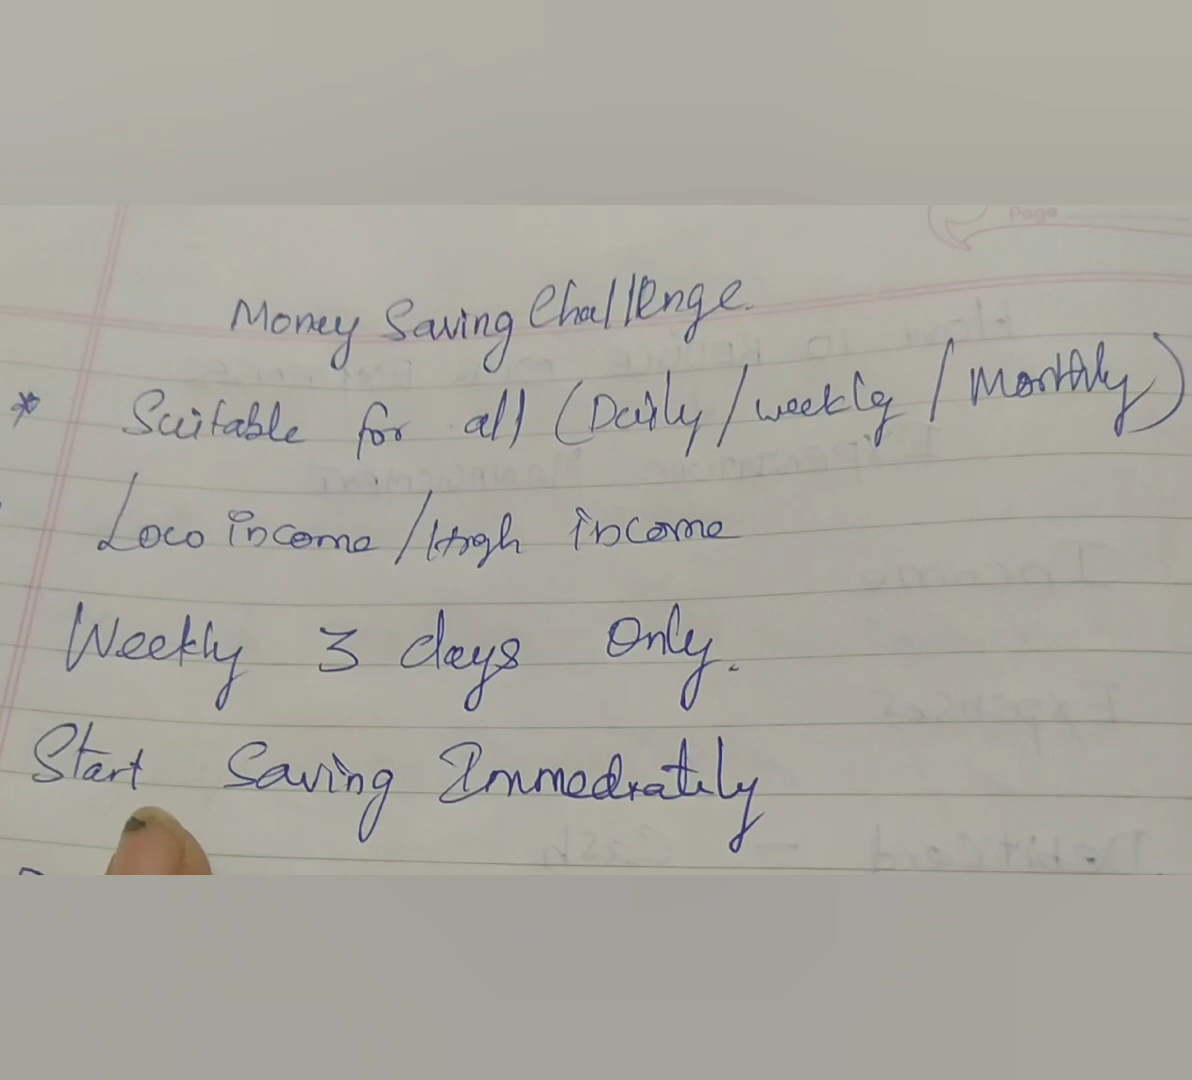 Page
Money Saving Challenge.
* Suitable for all (Daily / weekly / Monthly)
Low income / High income
Weekly 3 days Only.
Start Saving Immediately